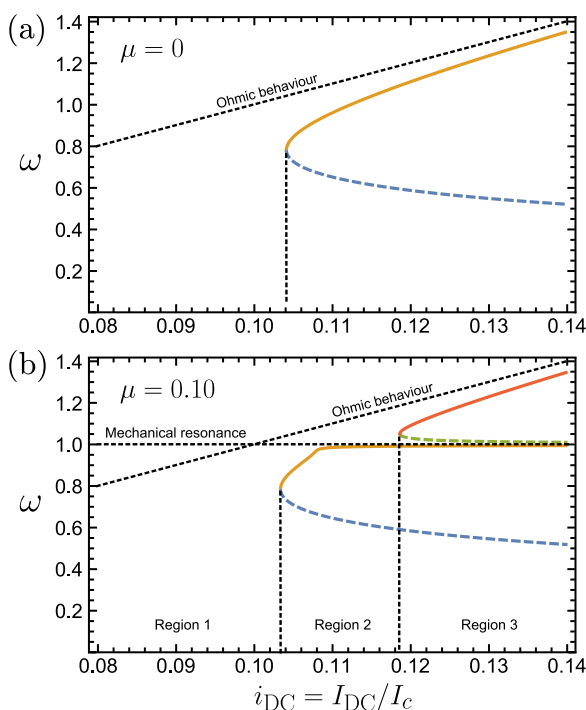 (a)
μ = 0
Ohmic behaviour
ω
1.4
1.2
1.0
0.8
0.6
0.4
0.2
0.08 0.09 0.10 0.11 0.12 0.13 0.14
(b)
μ = 0.10
Ohmic behaviour
Mechanical resonance
ω
1.4
1.2
1.0
0.8
0.6
0.4
0.2
Region 1 Region 2 Region 3
0.08 0.09 0.10 0.11 0.12 0.13 0.14
i_DC = I_DC/I_c